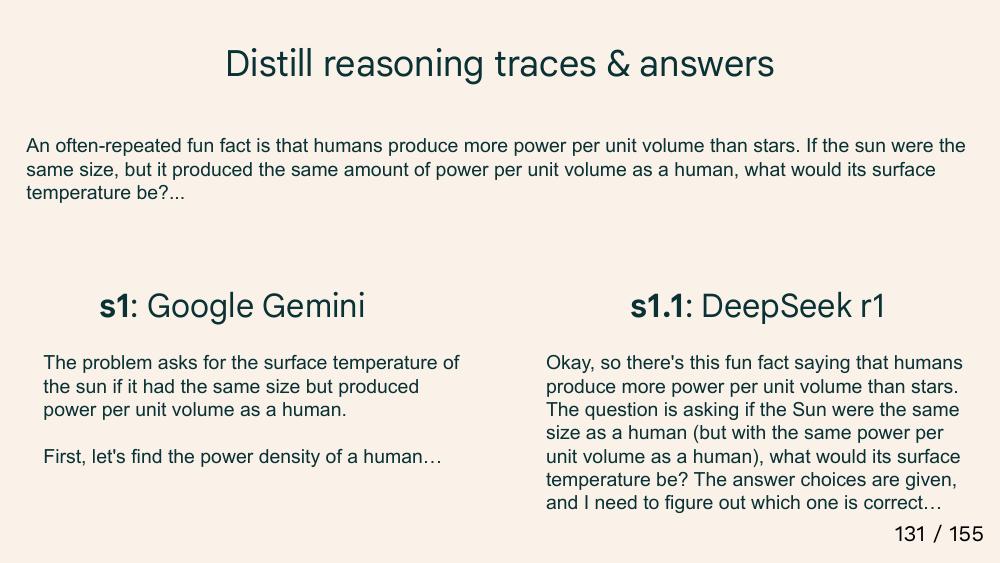 Distill reasoning traces & answers
An often-repeated fun fact is that humans produce more power per unit volume than stars. If the sun were the
same size, but it produced the same amount of power per unit volume as a human, what would its surface
temperature be?...
s1: Google Gemini
The problem asks for the surface temperature of
the sun if it had the same size but produced
power per unit volume as a human.
First, let's find the power density of a human…
s1.1: DeepSeek r1
Okay, so there's this fun fact saying that humans
produce more power per unit volume than stars.
The question is asking if the Sun were the same
size as a human (but with the same power per
unit volume as a human), what would its surface
temperature be? The answer choices are given,
and I need to figure out which one is correct…
131 / 155